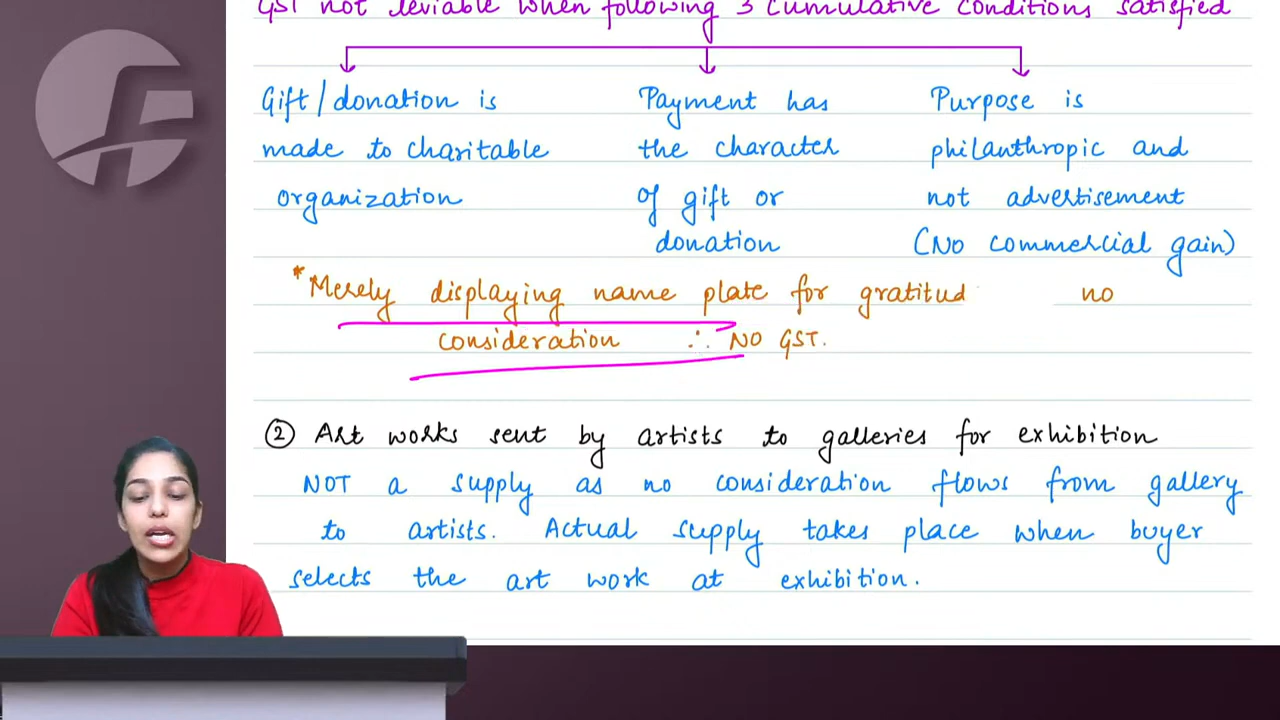 GST not leviable when following 3 cumulative conditions satisfied
Gift/donation is
made to charitable
organization
Payment has
the character
of gift or
donation
Purpose is
philanthropic and
not advertisement
(No commercial gain)
*Merely displaying name plate for gratitud no
consideration ∴ NO GST.
② Art works sent by artists to galleries for exhibition
NOT a supply as no consideration flows from gallery
to artists. Actual supply takes place when buyer
selects the art work at exhibition.